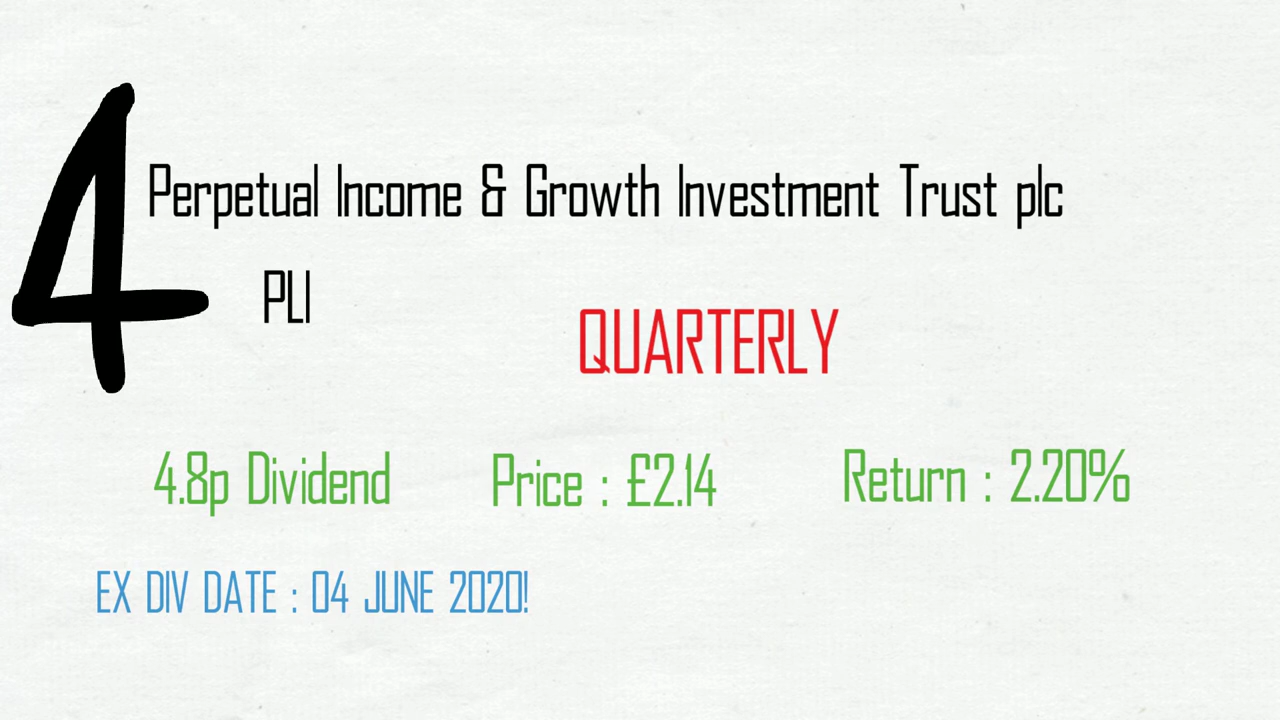 4
Perpetual Income & Growth Investment Trust plc
PLI
QUARTERLY
4.8p Dividend Price : £2.14 Return : 2.20%
EX DIV DATE : 04 JUNE 2020!